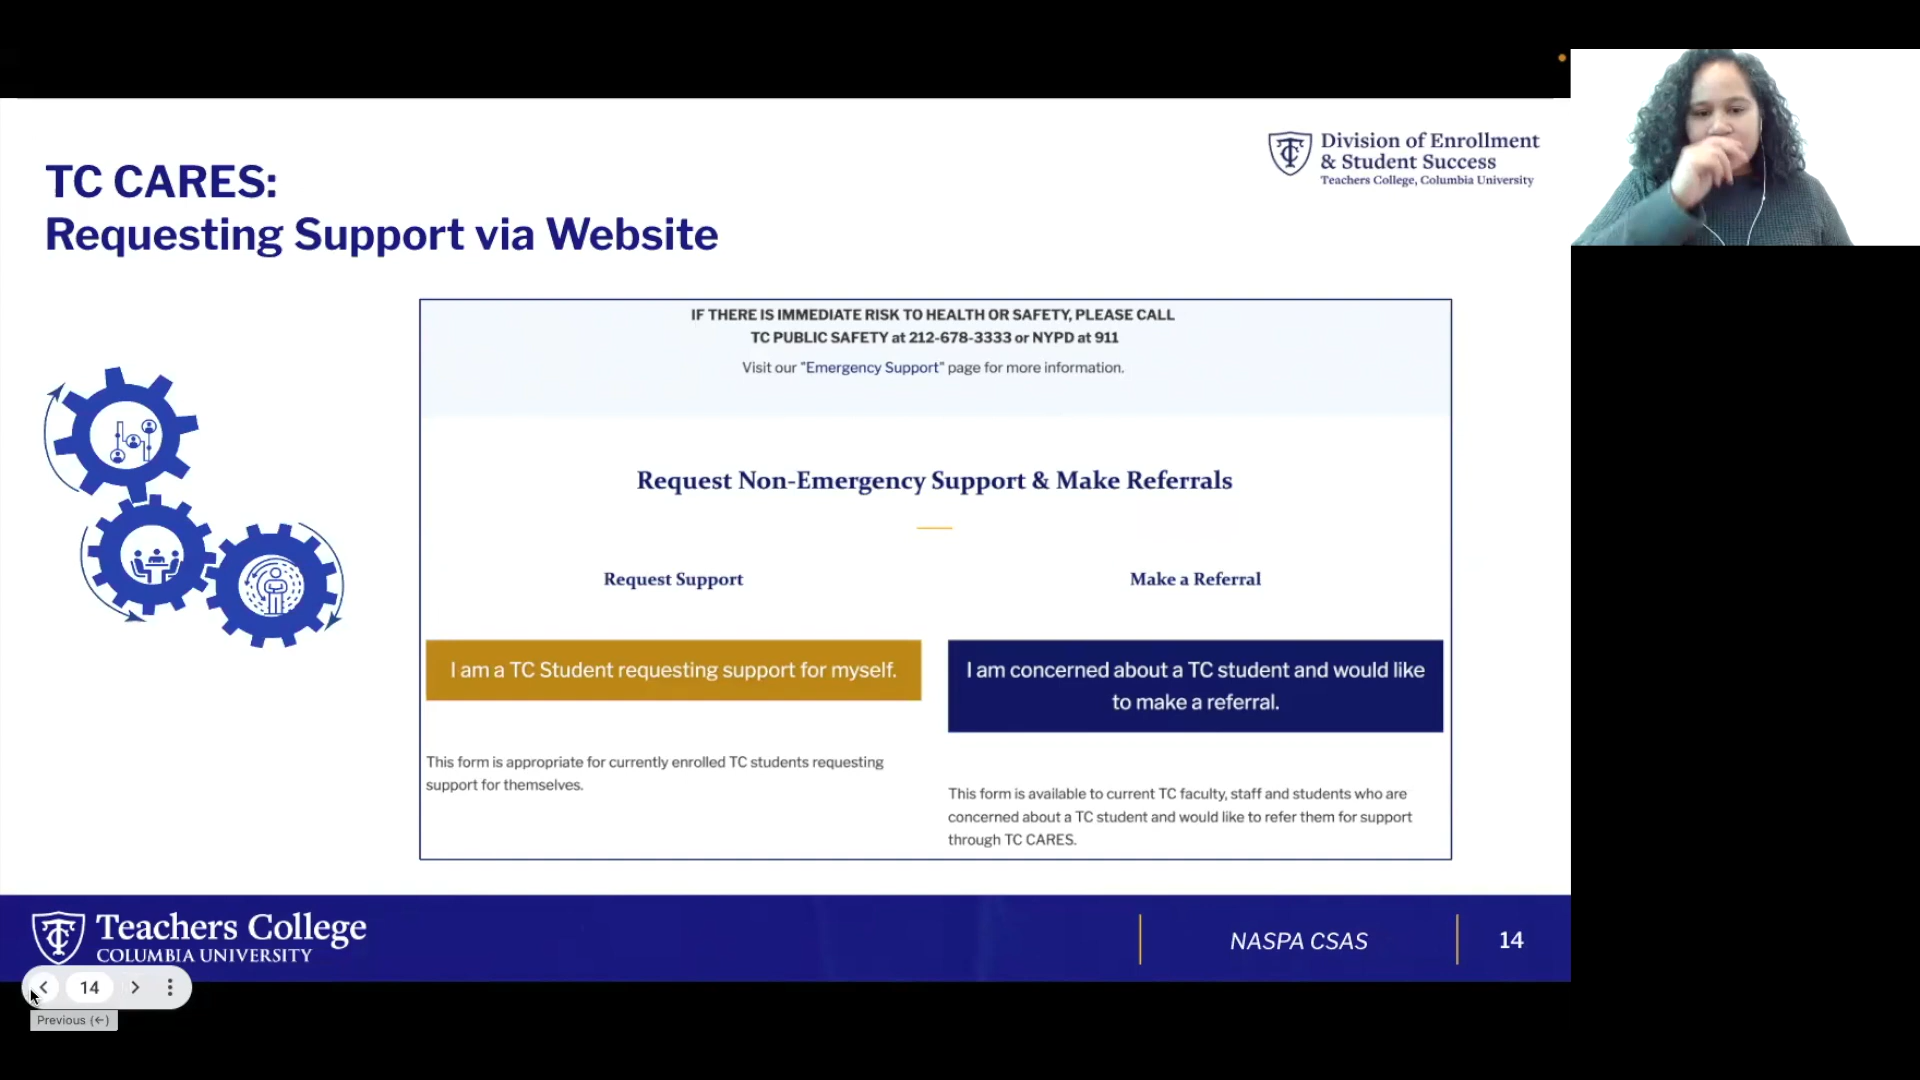 Division of Enrollment
& Student Success
Teachers College, Columbia University
TC CARES:
Requesting Support via Website
IF THERE IS IMMEDIATE RISK TO HEALTH OR SAFETY, PLEASE CALL
TC PUBLIC SAFETY at 212-678-3333 or NYPD at 911
Visit our "Emergency Support" page for more information.
Request Non-Emergency Support & Make Referrals
Request Support
I am a TC Student requesting support for myself.
This form is appropriate for currently enrolled TC students requesting
support for themselves.
Make a Referral
I am concerned about a TC student and would like
to make a referral.
This form is available to current TC faculty, staff and students who are
concerned about a TC student and would like to refer them for support
through TC CARES.
Teachers College
COLUMBIA UNIVERSITY
NASPA CSAS
14
14
Previous (←)